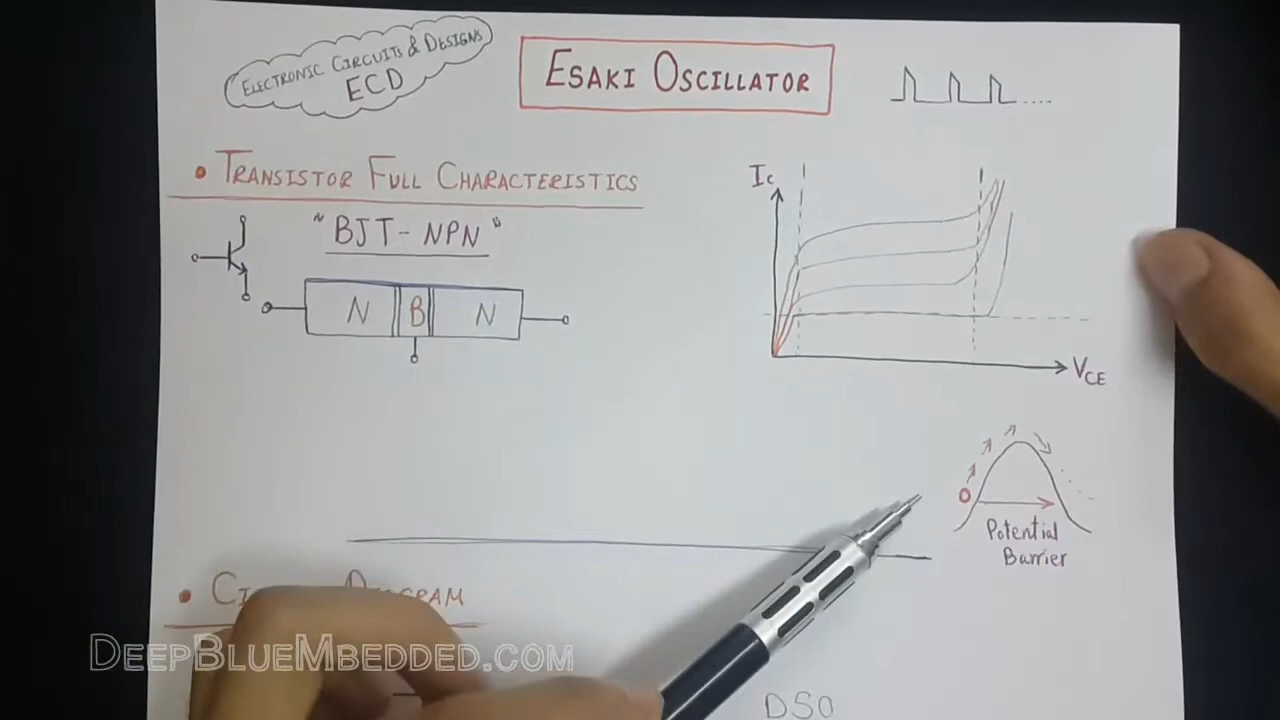 ELECTRONIC CIRCUITS & DESIGNS
ECD
ESAKI OSCILLATOR
• TRANSISTOR FULL CHARACTERISTICS
"BJT-NPN"
N B N
Ic
VCE
Potential
Barrier
DEEPBLUEMBEDDED.COM
DSO